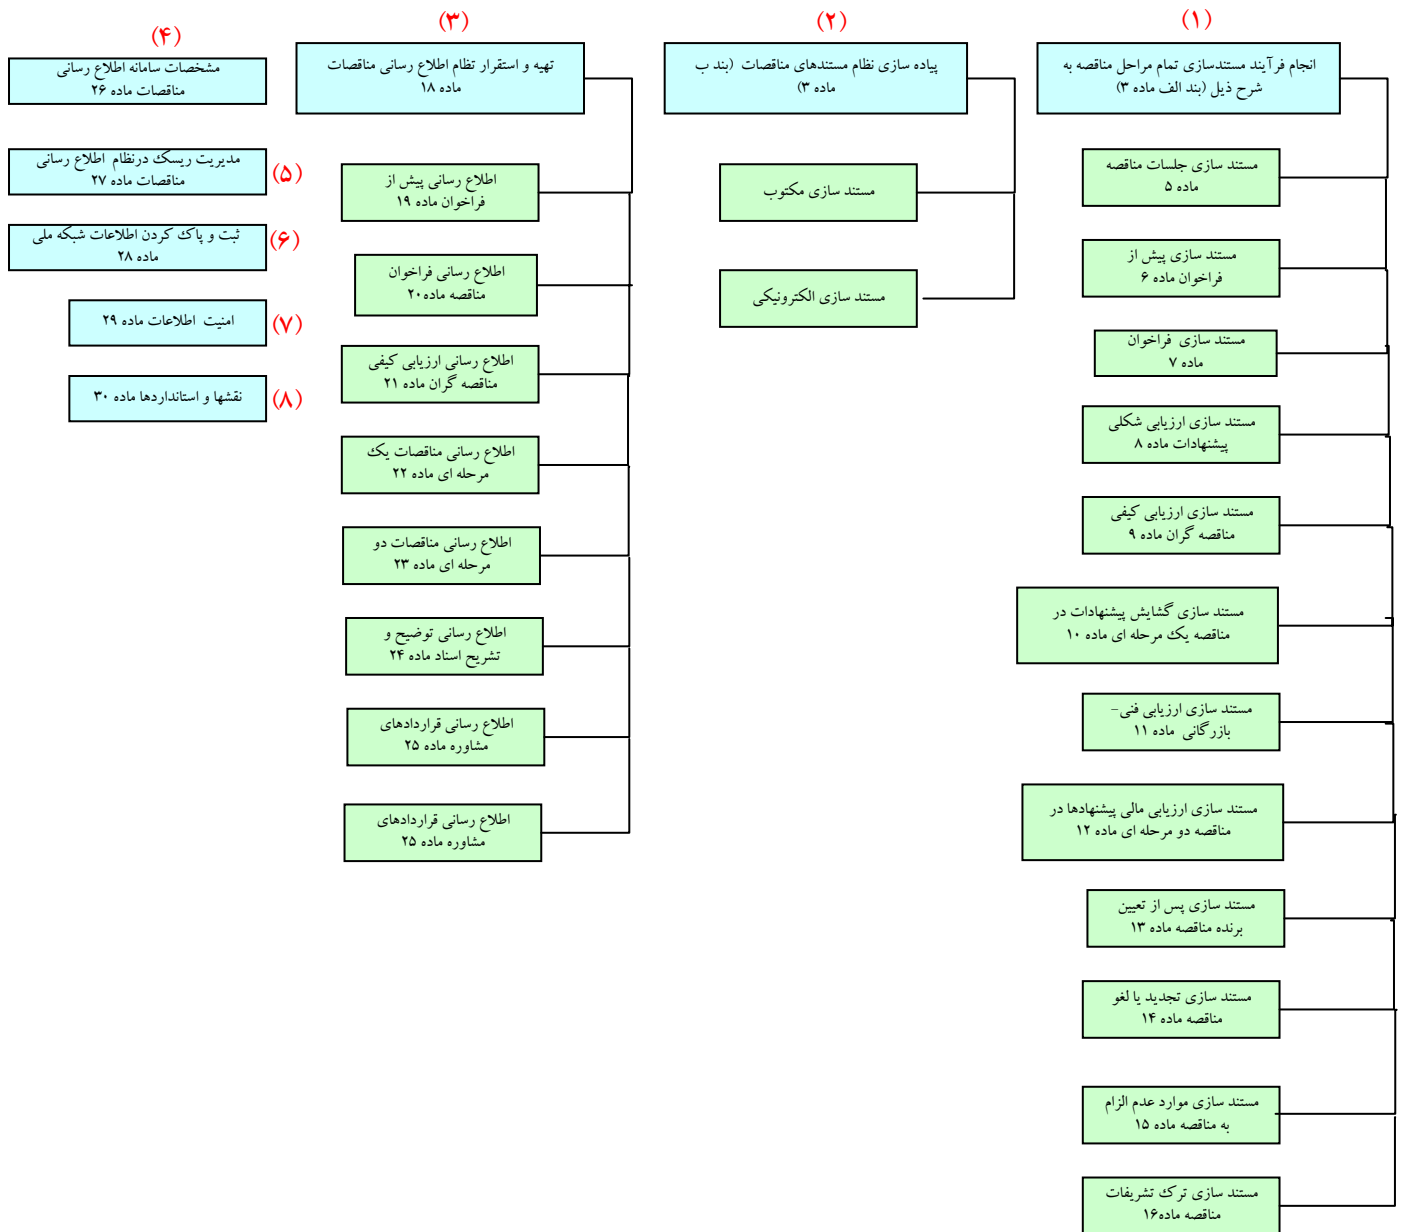 (۱)
انجام فرآیند مستندسازی تمام مراحل مناقصه به
شرح ذیل (بند الف ماده ۳)
مستند سازی جلسات مناقصه
ماده ۵
مستند سازی پیش از
فراخوان ماده ۶
مستند سازی فراخوان
ماده ۷
مستند سازی ارزیابی شکلی
پیشنهادات ماده ۸
مستند سازی ارزیابی کیفی
مناقصه گران ماده ۹
مستند سازی گشایش پیشنهادات در
مناقصه یک مرحله ای ماده ۱۰
مستند سازی ارزیابی فنی-
بازرگانی ماده ۱۱
مستند سازی ارزیابی مالی پیشنهادها در
مناقصه دو مرحله ای ماده ۱۲
مستند سازی پس از تعیین
برنده مناقصه ماده ۱۳
مستند سازی تجدید یا لغو
مناقصه ماده ۱۴
مستند سازی موارد عدم الزام
به مناقصه ماده ۱۵
مستند سازی ترک تشریفات
مناقصه ماده۱۶
(۲)
پیاده سازی نظام مستندهای مناقصات (بند ب
ماده ۳)
مستند سازی مکتوب
مستند سازی الکترونیکی
(۳)
تهیه و استقرار تظام اطلاع رسانی مناقصات
ماده ۱۸
اطلاع رسانی پیش از
فراخوان ماده ۱۹
اطلاع رسانی فراخوان
مناقصه ماده۲۰
اطلاع رسانی ارزیابی کیفی
مناقصه گران ماده ۲۱
اطلاع رسانی مناقصات یک
مرحله ای ماده ۲۲
اطلاع رسانی مناقصات دو
مرحله ای ماده ۲۳
اطلاع رسانی توضیح و
تشریح اسناد ماده ۲۴
اطلاع رسانی قراردادهای
مشاوره ماده ۲۵
اطلاع رسانی قراردادهای
مشاوره ماده ۲۵
(۴)
مشخصات سامانه اطلاع رسانی
مناقصات ماده ۲۶
(۵)
مدیریت ریسک درنظام اطلاع رسانی
مناقصات ماده ۲۷
(۶)
ثبت و پاک کردن اطلاعات شبکه ملی
ماده ۲۸
(۷)
امنیت اطلاعات ماده ۲۹
(۸)
نقشها و استانداردها ماده ۳۰